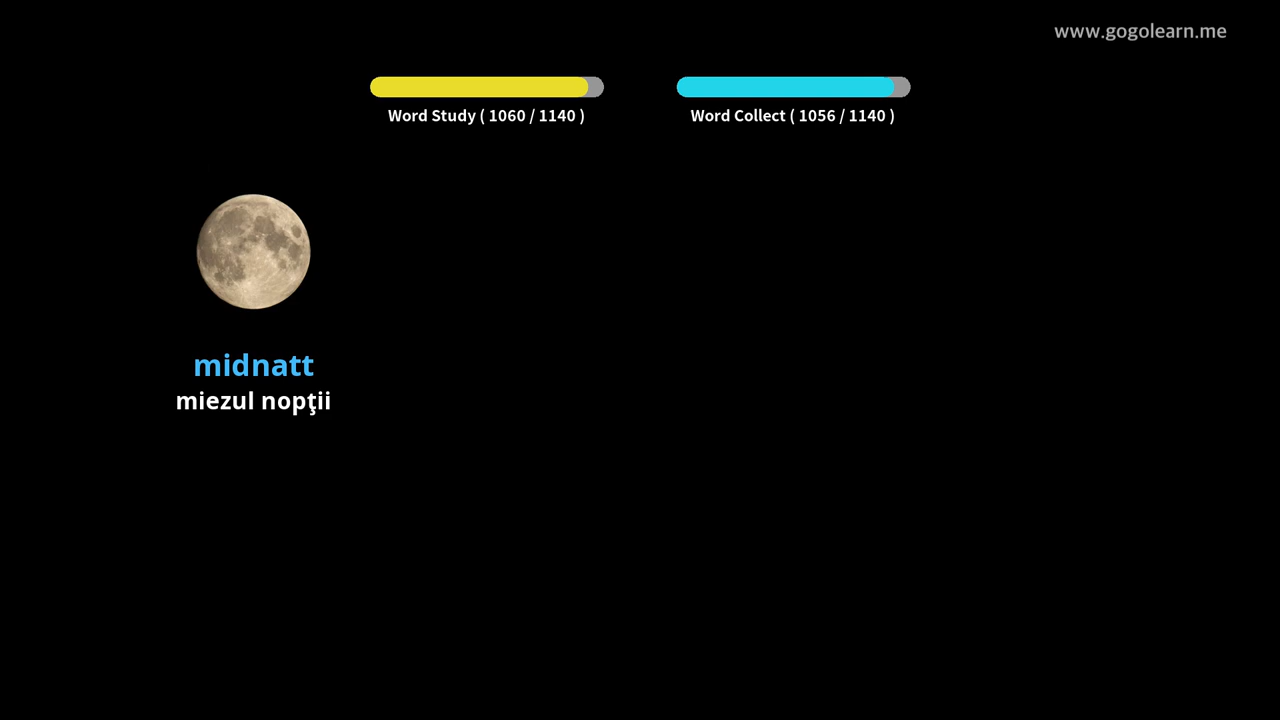 www.gogolearn.me
Word Study ( 1060 / 1140 )
Word Collect ( 1056 / 1140 )
midnatt
miezul nopţii